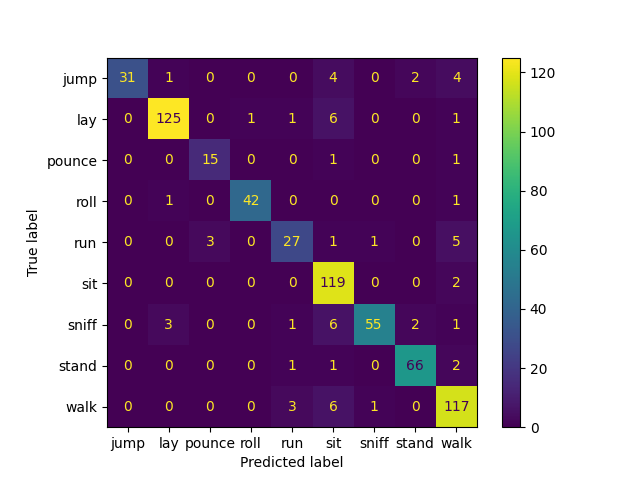 jump 31 1 0 0 0 4 0 2 4
lay 0 125 0 1 1 6 0 0 1
pounce 0 0 15 0 0 1 0 0 1
roll 0 1 0 42 0 0 0 0 1
run 0 0 3 0 27 1 1 0 5
sit 0 0 0 0 0 119 0 0 2
sniff 0 3 0 0 1 6 55 2 1
stand 0 0 0 0 1 1 0 66 2
walk 0 0 0 0 3 6 1 0 117
jump lay pounce roll run sit sniff stand walk
Predicted label
True label
120
100
80
60
40
20
0